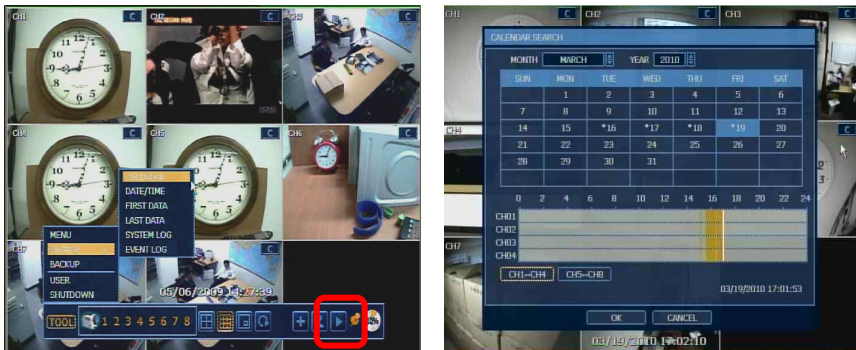 CH1 C CH2 C CH3 C
CH4 C CH5 C CH6 C
CALENDAR
DATE/TIME
FIRST DATA
LAST DATA
SYSTEM LOG
EVENT LOG
MENU
SEARCH
BACKUP
USER
SHUTDOWN
CH7 C C
05/06/2009 14:27:39
TOOL 1 2 3 4 5 6 7 8
CH1 C CH2 C CH3 C
CALENDAR SEARCH
MONTH MARCH YEAR 2010
SUN MON TUE WED THU FRI SAT
1 2 3 4 5 6
7 8 9 10 11 12 13
14 15 *16 *17 *18 *19 20
21 22 23 24 25 26 27
28 29 30 31
CH4 C
0 2 4 6 8 10 12 14 16 18 20 22 24
CH01
CH02
CH03
CH04
CH7
CH1~CH4 CH5~CH8
03/19/2010 17:01:53
OK CANCEL
03/19/2010 17:02:10